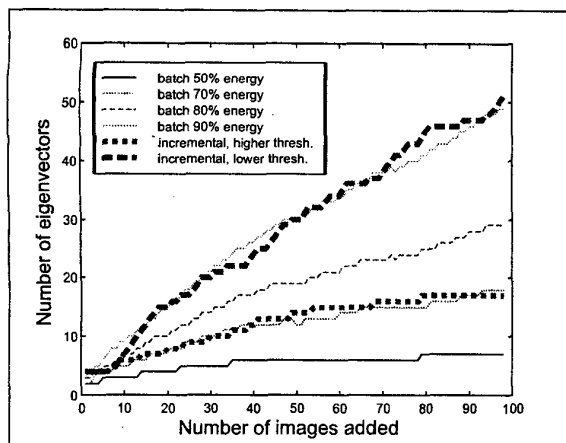 60
50
40
30
20
10
0
Number of eigenvectors
batch 50% energy
batch 70% energy
batch 80% energy
batch 90% energy
incremental, higher thresh.
incremental, lower thresh.
0 10 20 30 40 50 60 70 80 90 100
Number of images added